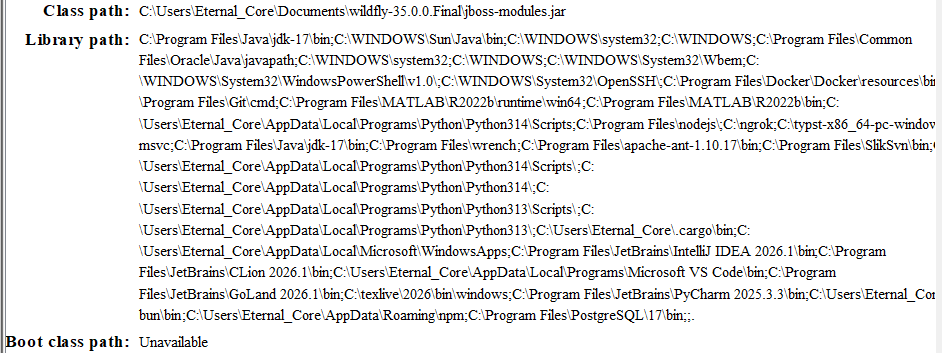 Class path: C:\Users\Eternal_Core\Documents\wildfly-35.0.0.Final\jboss-modules.jar
Library path: C:\Program Files\Java\jdk-17\bin;C:\WINDOWS\Sun\Java\bin;C:\WINDOWS\system32;C:\WINDOWS;C:\Program Files\Common
Files\Oracle\Java\javapath;C:\WINDOWS\system32;C:\WINDOWS;C:\WINDOWS\System32\Wbem;C:
\WINDOWS\System32\WindowsPowerShell\v1.0\;C:\WINDOWS\System32\OpenSSH\;C:\Program Files\Docker\Docker\resources\bin
\Program Files\Git\cmd;C:\Program Files\MATLAB\R2022b\runtime\win64;C:\Program Files\MATLAB\R2022b\bin;C:
\Users\Eternal_Core\AppData\Local\Programs\Python\Python314\Scripts;C:\Program Files\nodejs\;C:\ngrok;C:\typst-x86_64-pc-window
msvc;C:\Program Files\Java\jdk-17\bin;C:\Program Files\wrench;C:\Program Files\apache-ant-1.10.17\bin;C:\Program Files\SlikSvn\bin;
\Users\Eternal_Core\AppData\Local\Programs\Python\Python314\Scripts\;C:
\Users\Eternal_Core\AppData\Local\Programs\Python\Python314\;C:
\Users\Eternal_Core\AppData\Local\Programs\Python\Python313\Scripts\;C:
\Users\Eternal_Core\AppData\Local\Programs\Python\Python313\;C:\Users\Eternal_Core\.cargo\bin;C:
\Users\Eternal_Core\AppData\Local\Microsoft\WindowsApps;C:\Program Files\JetBrains\IntelliJ IDEA 2026.1\bin;C:\Program
Files\JetBrains\CLion 2026.1\bin;C:\Users\Eternal_Core\AppData\Local\Programs\Microsoft VS Code\bin;C:\Program
Files\JetBrains\GoLand 2026.1\bin;C:\texlive\2026\bin\windows;C:\Program Files\JetBrains\PyCharm 2025.3.3\bin;C:\Users\Eternal_Cor
bun\bin;C:\Users\Eternal_Core\AppData\Roaming\npm;C:\Program Files\PostgreSQL\17\bin;;.
Boot class path: Unavailable